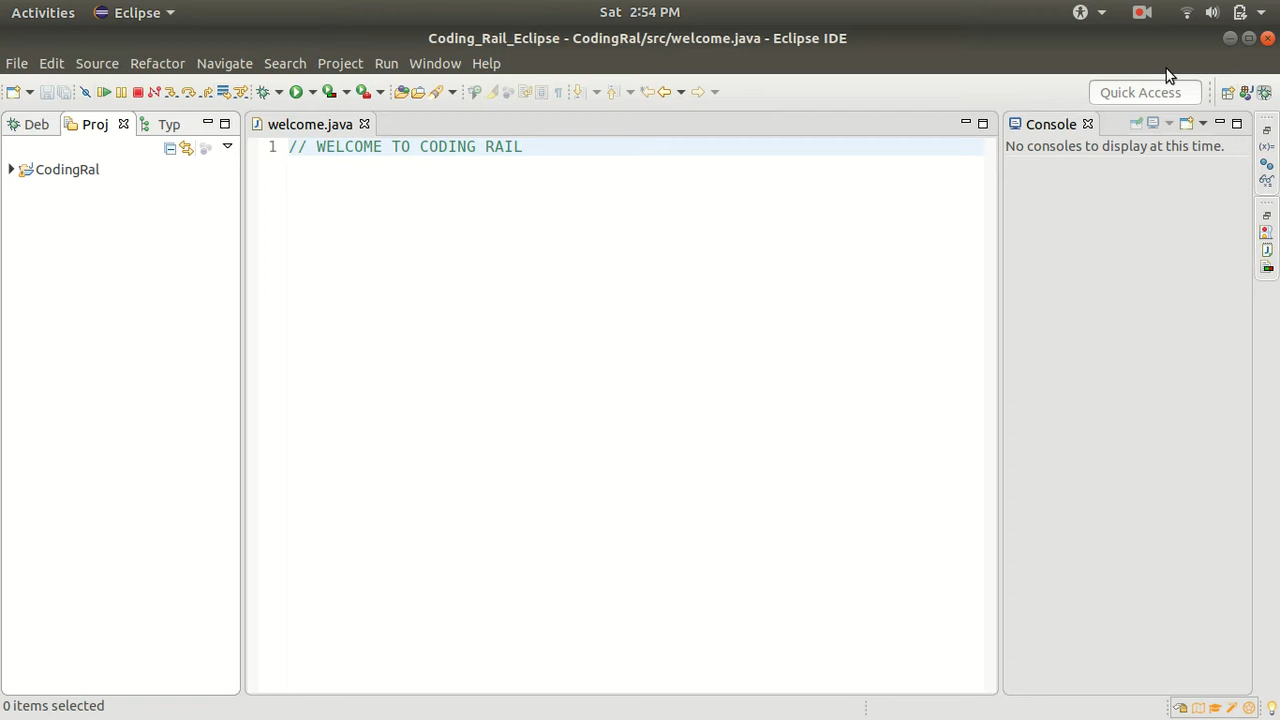 Activities Eclipse Sat 2:54 PM
Coding_Rail_Eclipse - CodingRal/src/welcome.java - Eclipse IDE
File Edit Source Refactor Navigate Search Project Run Window Help
Quick Access
Deb Proj Typ welcome.java Console
1 // WELCOME TO CODING RAIL
No consoles to display at this time.
CodingRal
0 items selected